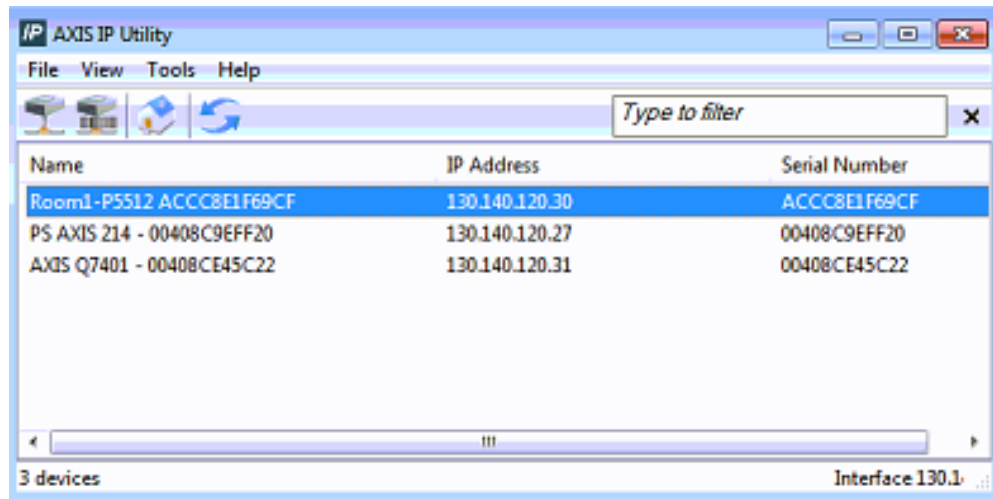 IP AXIS IP Utility
File View Tools Help
Type to filter
Name IP Address Serial Number
Room1-P5512 ACCC8E1F69CF 130.140.120.30 ACCC8E1F69CF
PS AXIS 214 - 00408C9EFF20 130.140.120.27 00408C9EFF20
AXIS Q7401 - 00408CE45C22 130.140.120.31 00408CE45C22
3 devices Interface 130.1